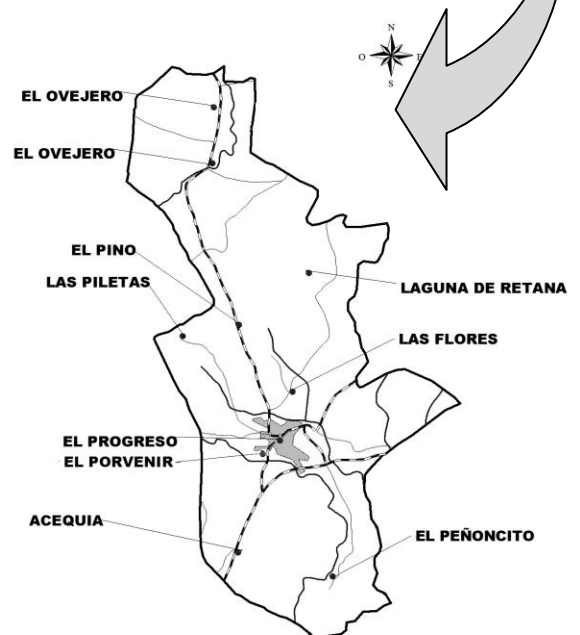 N
O
E
S
EL OVEJERO
EL OVEJERO
EL PINO
LAS PILETAS
LAGUNA DE RETANA
LAS FLORES
EL PROGRESO
EL PORVENIR
ACEQUIA
EL PEÑONCITO